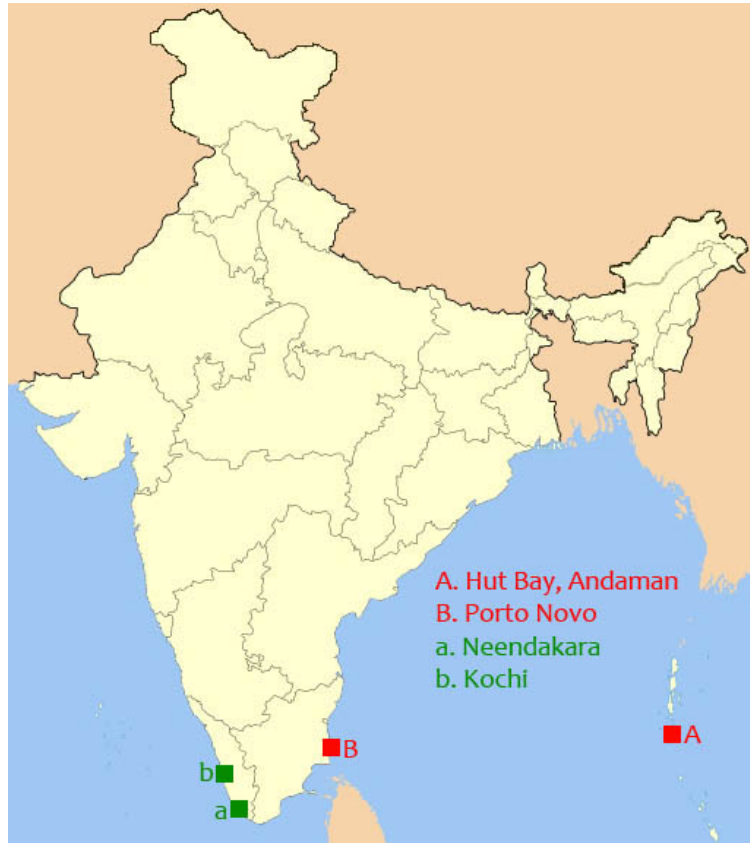 A. Hut Bay, Andaman
B. Porto Novo
a. Neendakara
b. Kochi
A
B
b
a